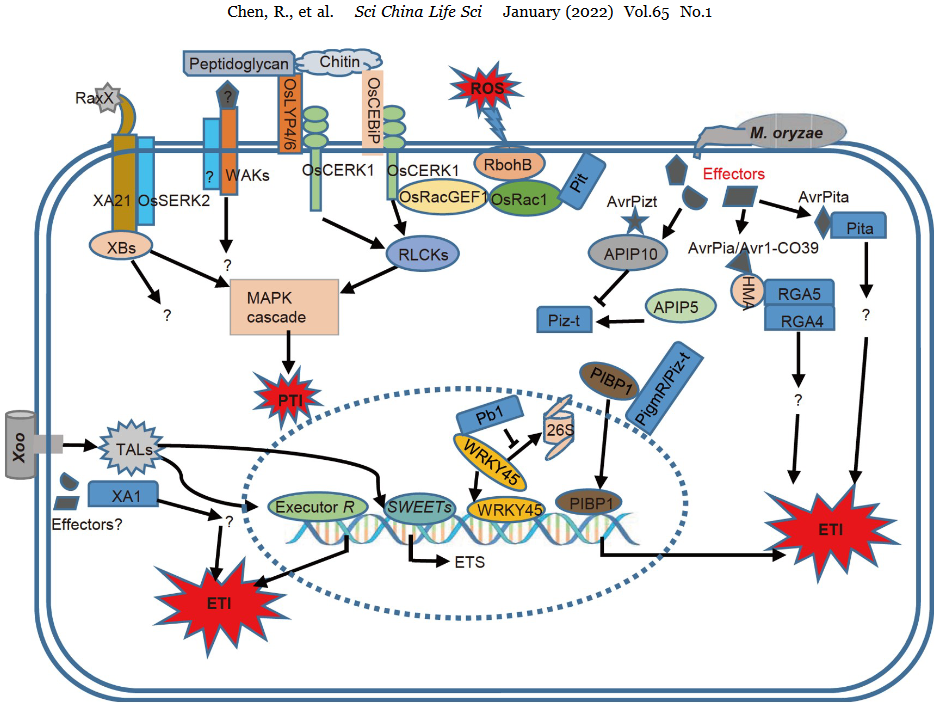 Chen, R., et al. Sci China Life Sci January (2022) Vol.65 No.1
Peptidoglycan
Chitin
RaxX
?
OsLYP4/6
OsCEBiP
ROS
M. oryzae
RbohB
Pit
Effectors
OsCERK1
OsCERK1
?
WAKs
XA21
OsSERK2
OsRacGEF1
OsRac1
AvrPizt
AvrPita
Pita
XBs
?
RLCKs
APIP10
AvrPia/Avr1-CO39
HMA
RGA5
RGA4
MAPK
cascade
?
Piz-t
APIP5
?
?
PTI
PIBP1
PigmR/Piz-t
Pb1
26S
WRKY45
Xoo
TALs
XA1
Effectors?
?
Executor R
SWEETs
WRKY45
PIBP1
ETS
ETI
ETI